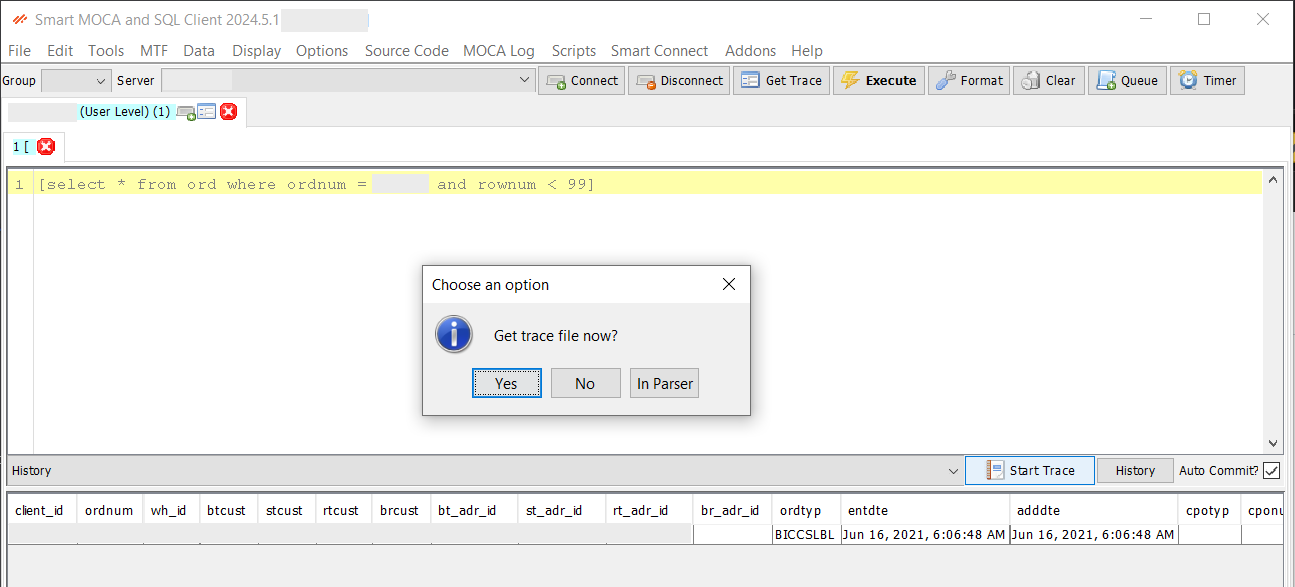 Smart MOCA and SQL Client 2024.5.1
File Edit Tools MTF Data Display Options Source Code MOCA Log Scripts Smart Connect Addons Help
Group Server Connect Disconnect Get Trace Execute Format Clear Queue Timer
(User Level) (1)
1 [
1 [select * from ord where ordnum = and rownum < 99]
Choose an option
Get trace file now?
Yes No In Parser
History Start Trace History Auto Commit?
client_id ordnum wh_id btcust stcust rtcust brcust bt_adr_id st_adr_id rt_adr_id br_adr_id ordtyp entdte adddte cpotyp
BICCSLBL Jun 16, 2021, 6:06:48 AM Jun 16, 2021, 6:06:48 AM